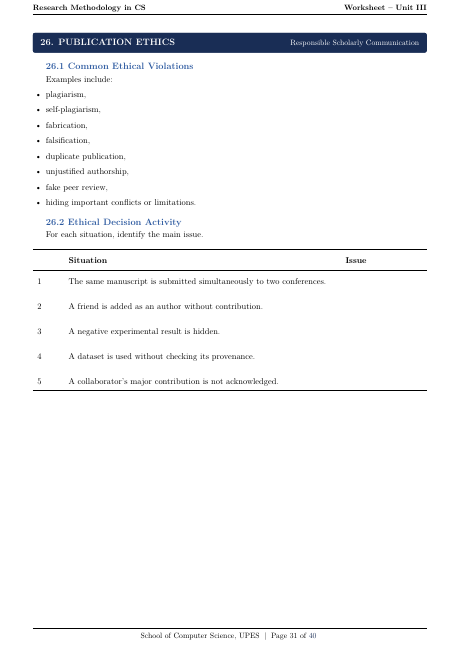 Research Methodology in CS Worksheet – Unit III
26. PUBLICATION ETHICS Responsible Scholarly Communication
26.1 Common Ethical Violations
Examples include:
• plagiarism,
• self-plagiarism,
• fabrication,
• falsification,
• duplicate publication,
• unjustified authorship,
• fake peer review,
• hiding important conflicts or limitations.
26.2 Ethical Decision Activity
For each situation, identify the main issue.
Situation Issue
1 The same manuscript is submitted simultaneously to two conferences.
2 A friend is added as an author without contribution.
3 A negative experimental result is hidden.
4 A dataset is used without checking its provenance.
5 A collaborator's major contribution is not acknowledged.
School of Computer Science, UPES | Page 31 of 40